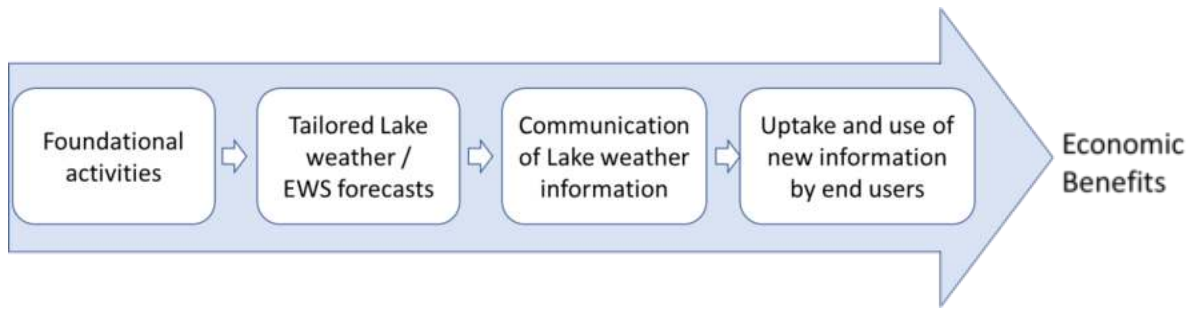 Foundational
activities
Tailored Lake
weather /
EWS forecasts
Communication
of Lake weather
information
Uptake and use of
new information
by end users
Economic
Benefits